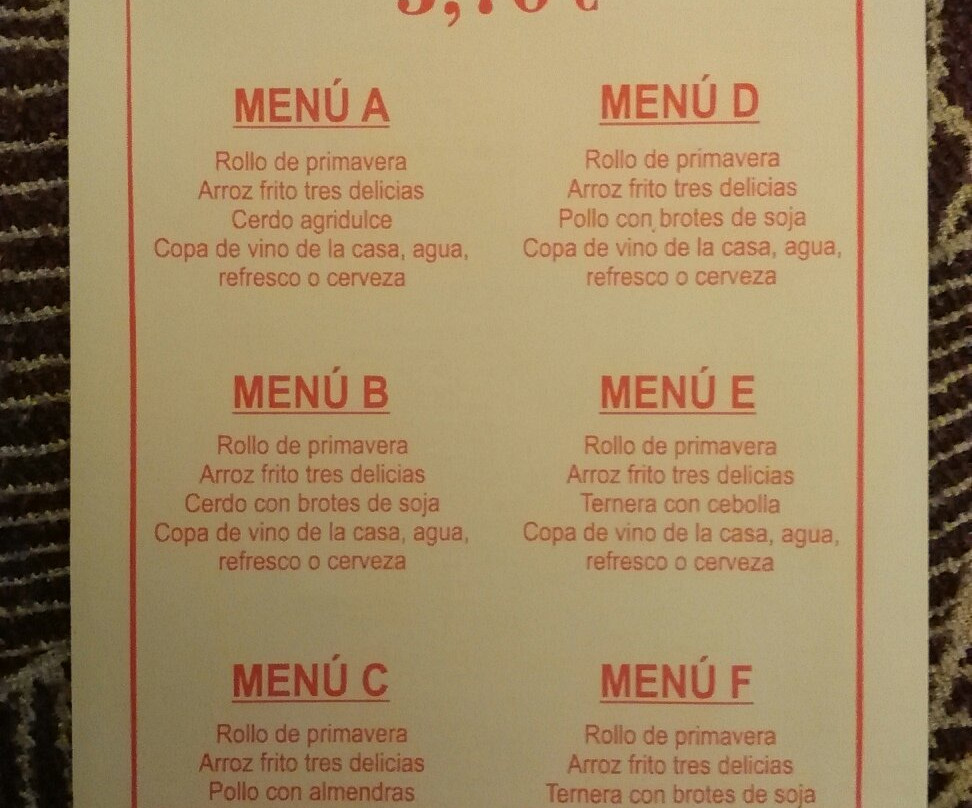 MENÚ A
Rollo de primavera
Arroz frito tres delicias
Cerdo agridulce
Copa de vino de la casa, agua,
refresco o cerveza
MENÚ B
Rollo de primavera
Arroz frito tres delicias
Cerdo con brotes de soja
Copa de vino de la casa, agua,
refresco o cerveza
MENÚ C
Rollo de primavera
Arroz frito tres delicias
Pollo con almendras
MENÚ D
Rollo de primavera
Arroz frito tres delicias
Pollo con brotes de soja
Copa de vino de la casa, agua,
refresco o cerveza
MENÚ E
Rollo de primavera
Arroz frito tres delicias
Ternera con cebolla
Copa de vino de la casa, agua,
refresco o cerveza
MENÚ F
Rollo de primavera
Arroz frito tres delicias
Ternera con brotes de soja